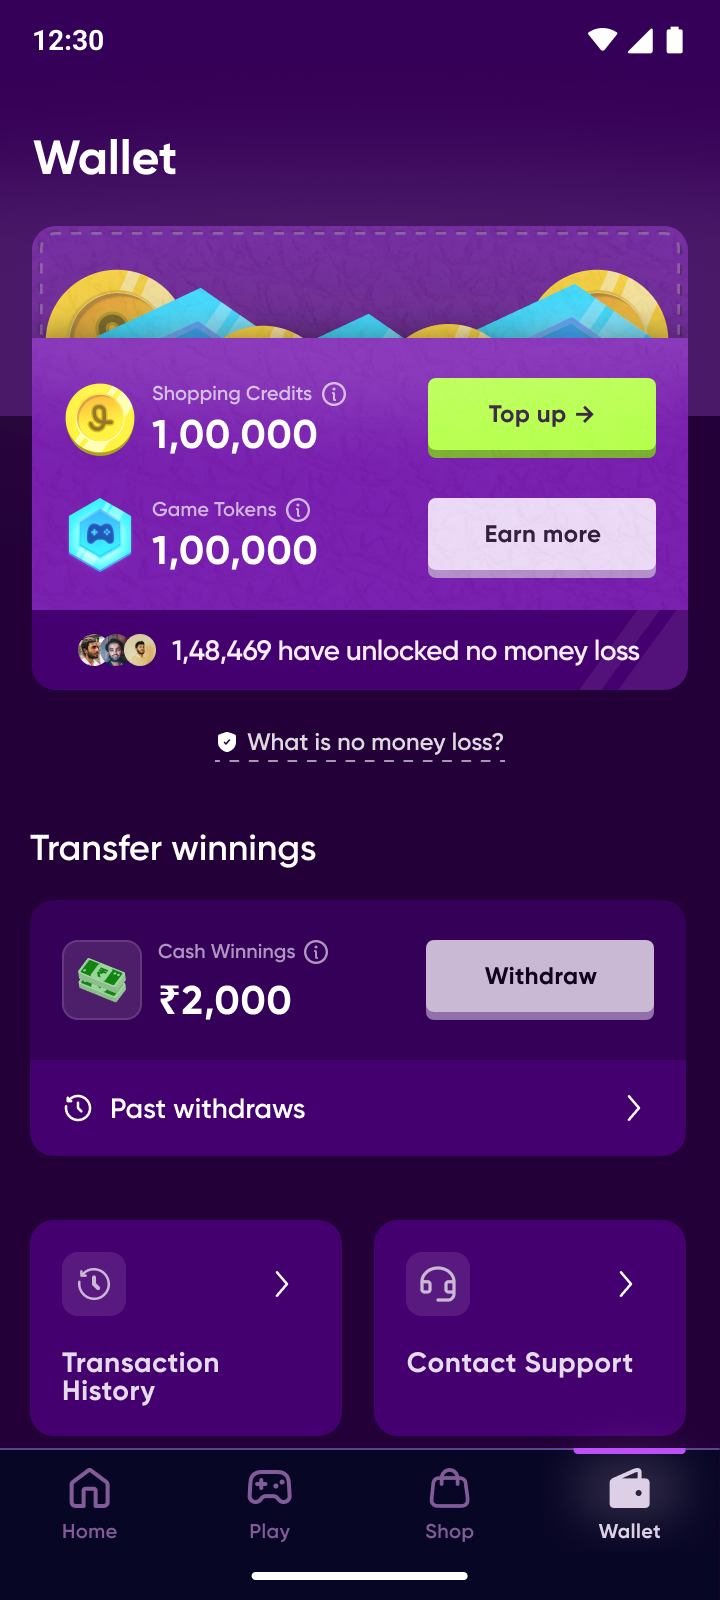 12:30
Wallet
Shopping Credits
1,00,000
Top up →
Game Tokens
1,00,000
Earn more
1,48,469 have unlocked no money loss
What is no money loss?
Transfer winnings
Cash Winnings
₹2,000
Withdraw
Past withdraws
Transaction
History
Contact Support
Home
Play
Shop
Wallet